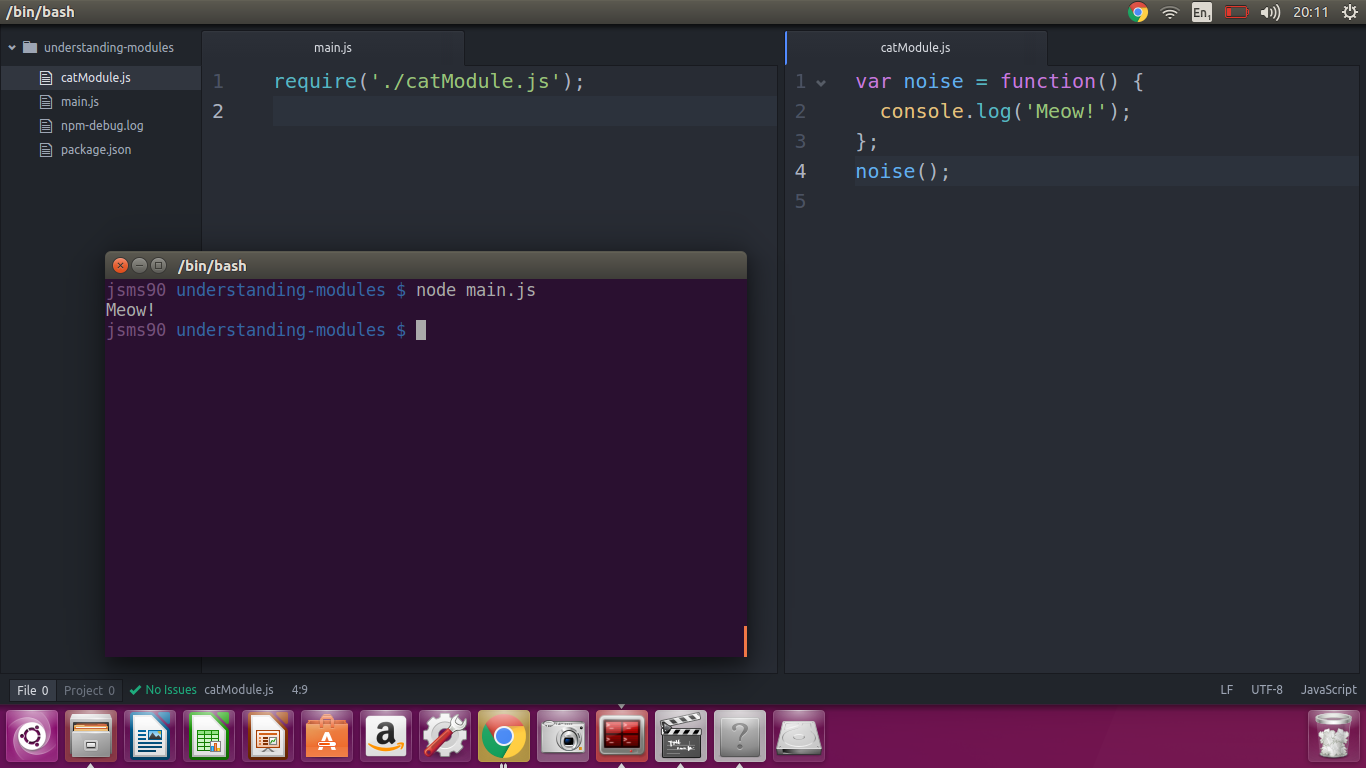 /bin/bash
En1
20:11
understanding-modules
catModule.js
main.js
npm-debug.log
package.json
main.js
1 require('./catModule.js');
2
catModule.js
1 var noise = function() {
2 console.log('Meow!');
3 };
4 noise();
5
/bin/bash
jsms90 understanding-modules $ node main.js
Meow!
jsms90 understanding-modules $
File 0 Project 0 No Issues catModule.js 4:9 LF UTF-8 JavaScript